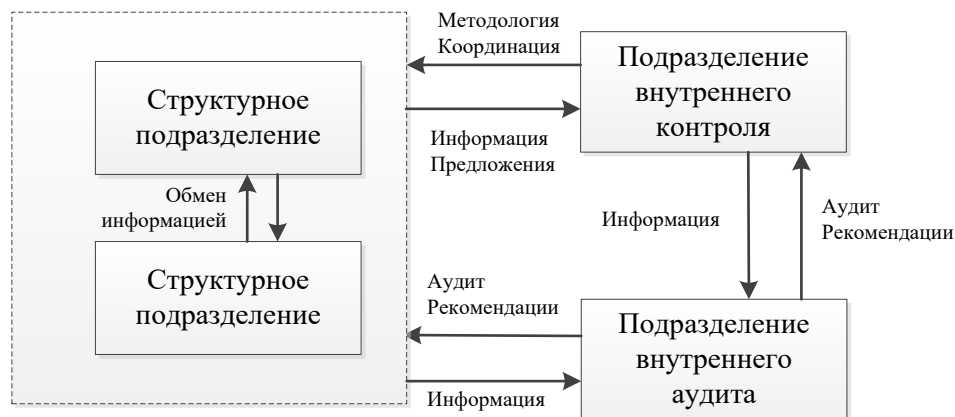 Методология
Координация
Подразделение
внутреннего
контроля
Структурное
подразделение
Информация
Предложения
Обмен
информацией
Информация
Аудит
Рекомендации
Структурное
подразделение
Аудит
Рекомендации
Подразделение
внутреннего
аудита
Информация